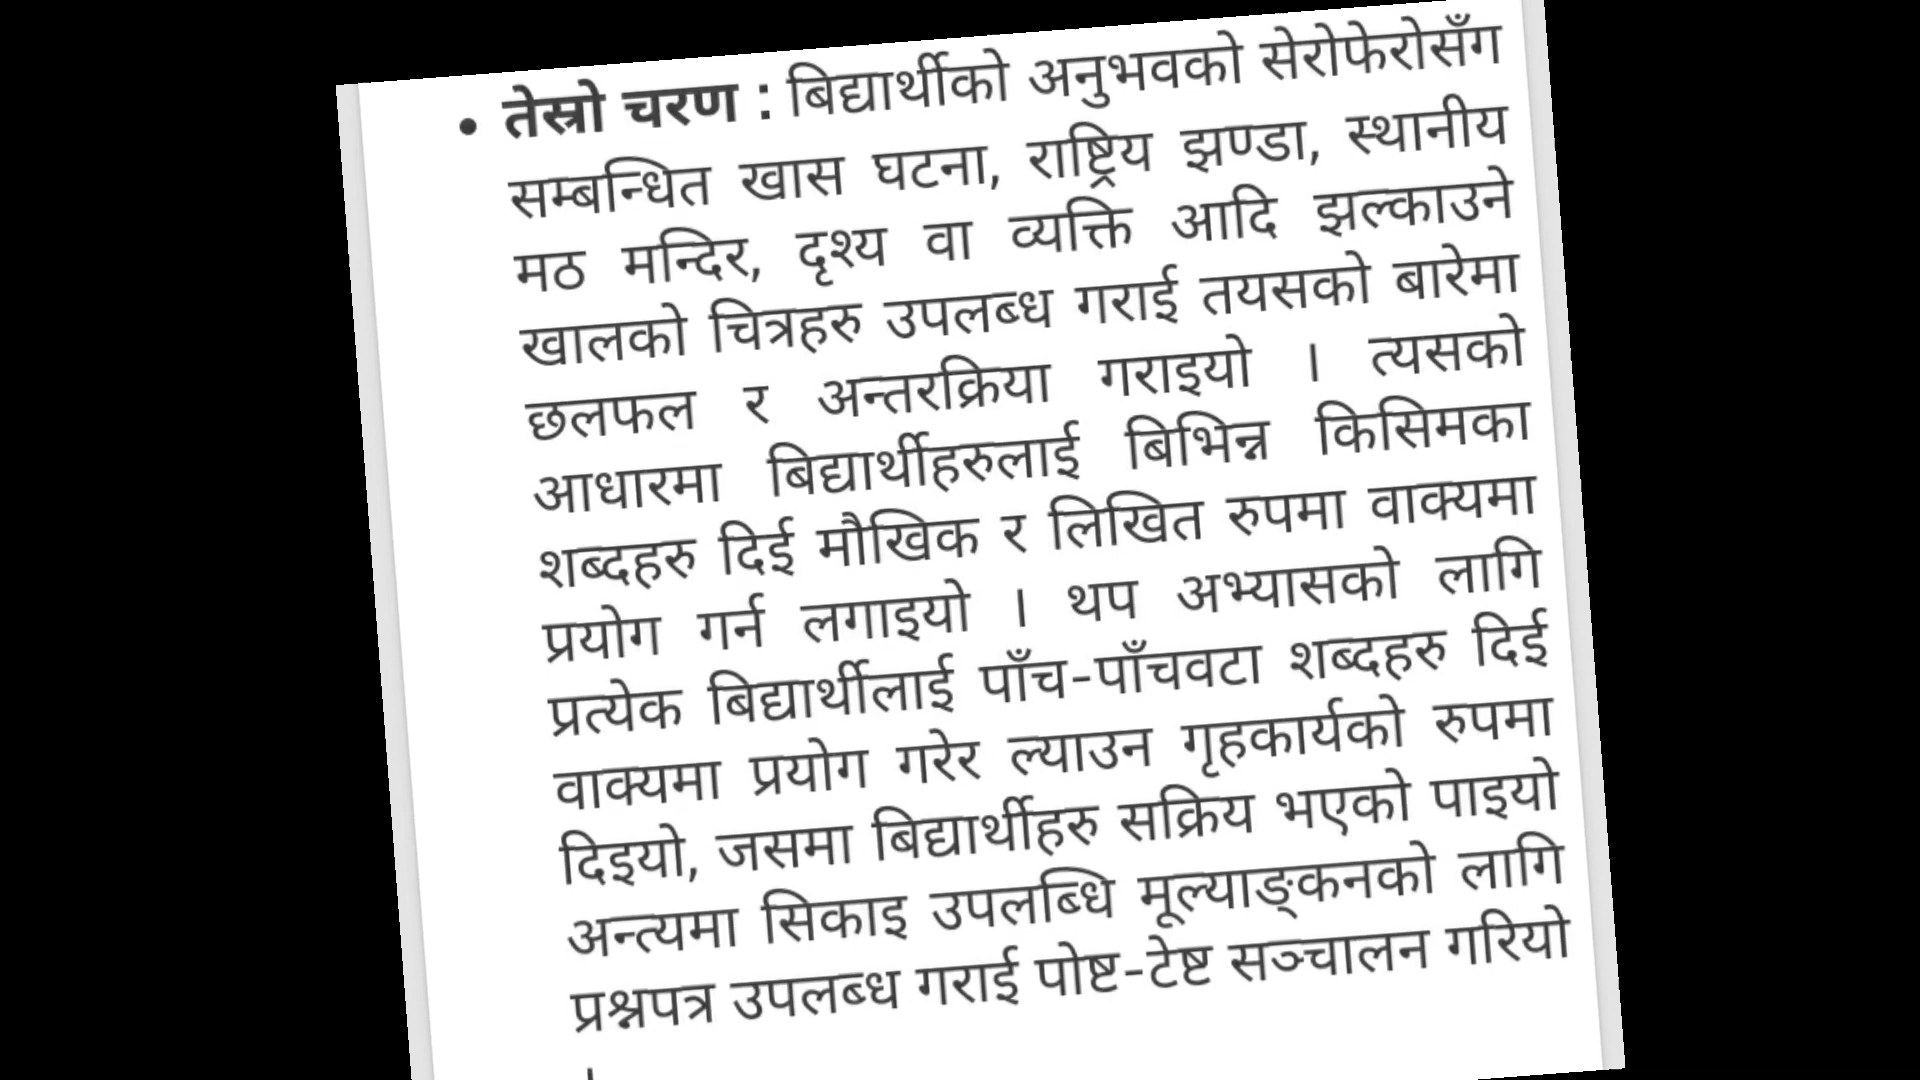 • तेस्रो चरण : बिद्यार्थीको अनुभवको सेरोफेरोसँग
सम्बन्धित खास घटना, राष्ट्रिय झण्डा, स्थानीय
मठ मन्दिर, दृश्य वा व्यक्ति आदि झल्काउने
खालको चित्रहरु उपलब्ध गराई तयसको बारेमा
छलफल र अन्तरक्रिया गराइयो । त्यसको
आधारमा बिद्यार्थीहरुलाई बिभिन्न किसिमका
शब्दहरु दिई मौखिक र लिखित रुपमा वाक्यमा
प्रयोग गर्न लगाइयो । थप अभ्यासको लागि
प्रत्येक बिद्यार्थीलाई पाँच-पाँचवटा शब्दहरु दिई
वाक्यमा प्रयोग गरेर ल्याउन गृहकार्यको रुपमा
दिइयो, जसमा बिद्यार्थीहरु सक्रिय भएको पाइयो
अन्त्यमा सिकाइ उपलब्धि मूल्याङ्कनको लागि
प्रश्नपत्र उपलब्ध गराई पोष्ट-टेष्ट सञ्चालन गरियो
।